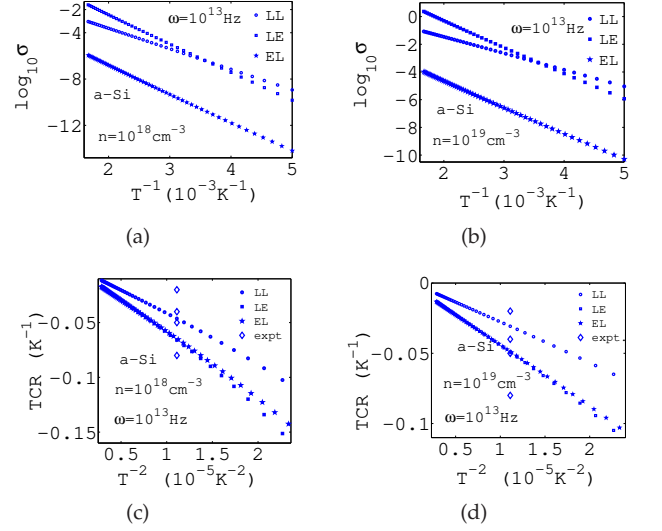 log₁₀σ
-2
-8
-12
ω=10¹³Hz
LL
LE
EL
a-Si
n=10¹⁸cm⁻³
2
3
4
5
T⁻¹(10⁻³K⁻¹)
(a)
log₁₀σ
0
-2
-4
-6
-8
-10
ω=10¹³Hz
LL
LE
EL
a-Si
n=10¹⁹cm⁻³
2
3
4
5
T⁻¹(10⁻³K⁻¹)
(b)
TCR (K⁻¹)
-0.05
-0.1
-0.15
LL
LE
EL
expt.
a-Si
n=10¹⁸cm⁻³
ω=10¹³Hz
0.5
1
1.5
2
T⁻² (10⁻⁵K⁻²)
(c)
TCR (K⁻¹)
0
-0.05
-0.1
LL
LE
EL
expt.
a-Si
n=10¹⁹cm⁻³
ω=10¹³Hz
0.5
1
1.5
2
T⁻² (10⁻⁵K⁻²)
(d)